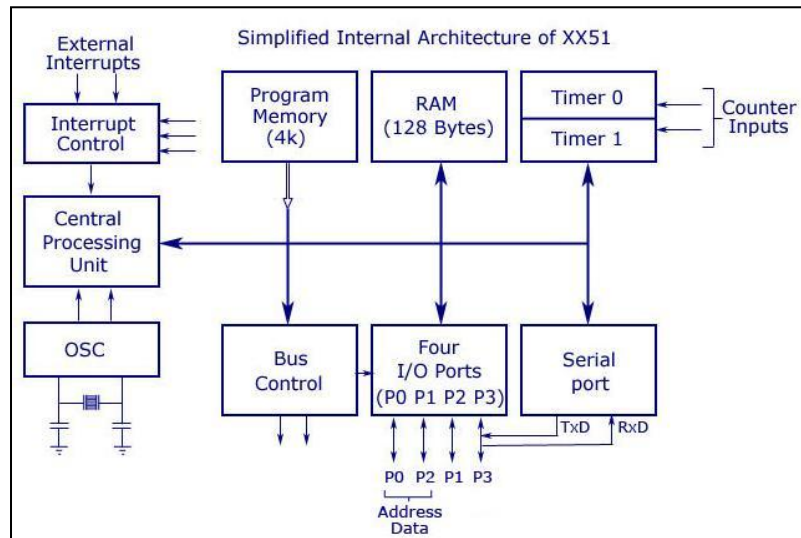 Simplified Internal Architecture of XX51
External
Interrupts
Interrupt
Control
Program
Memory
(4k)
RAM
(128 Bytes)
Timer 0
Timer 1
Counter
Inputs
Central
Processing
Unit
OSC
Bus
Control
Four
I/O Ports
(P0 P1 P2 P3)
Serial
port
TxD
RxD
P0
P2
P1
P3
Address
Data